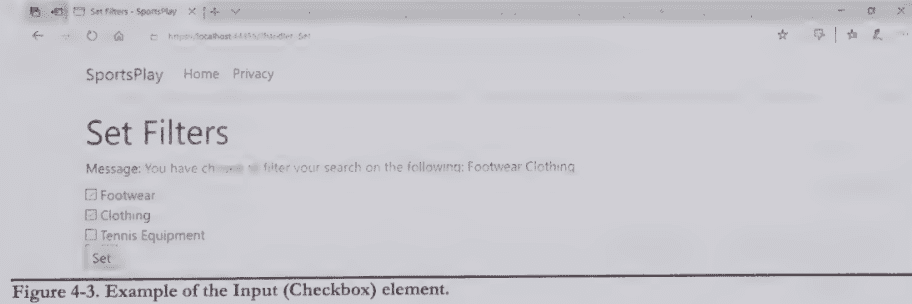 Set Filters - SportsPlay
SportsPlay Home Privacy
Set Filters
Message: You have to filter your search on the following: Footwear Clothing
Footwear
Clothing
Tennis Equipment
Set
Figure 4-3. Example of the Input (Checkbox) element.